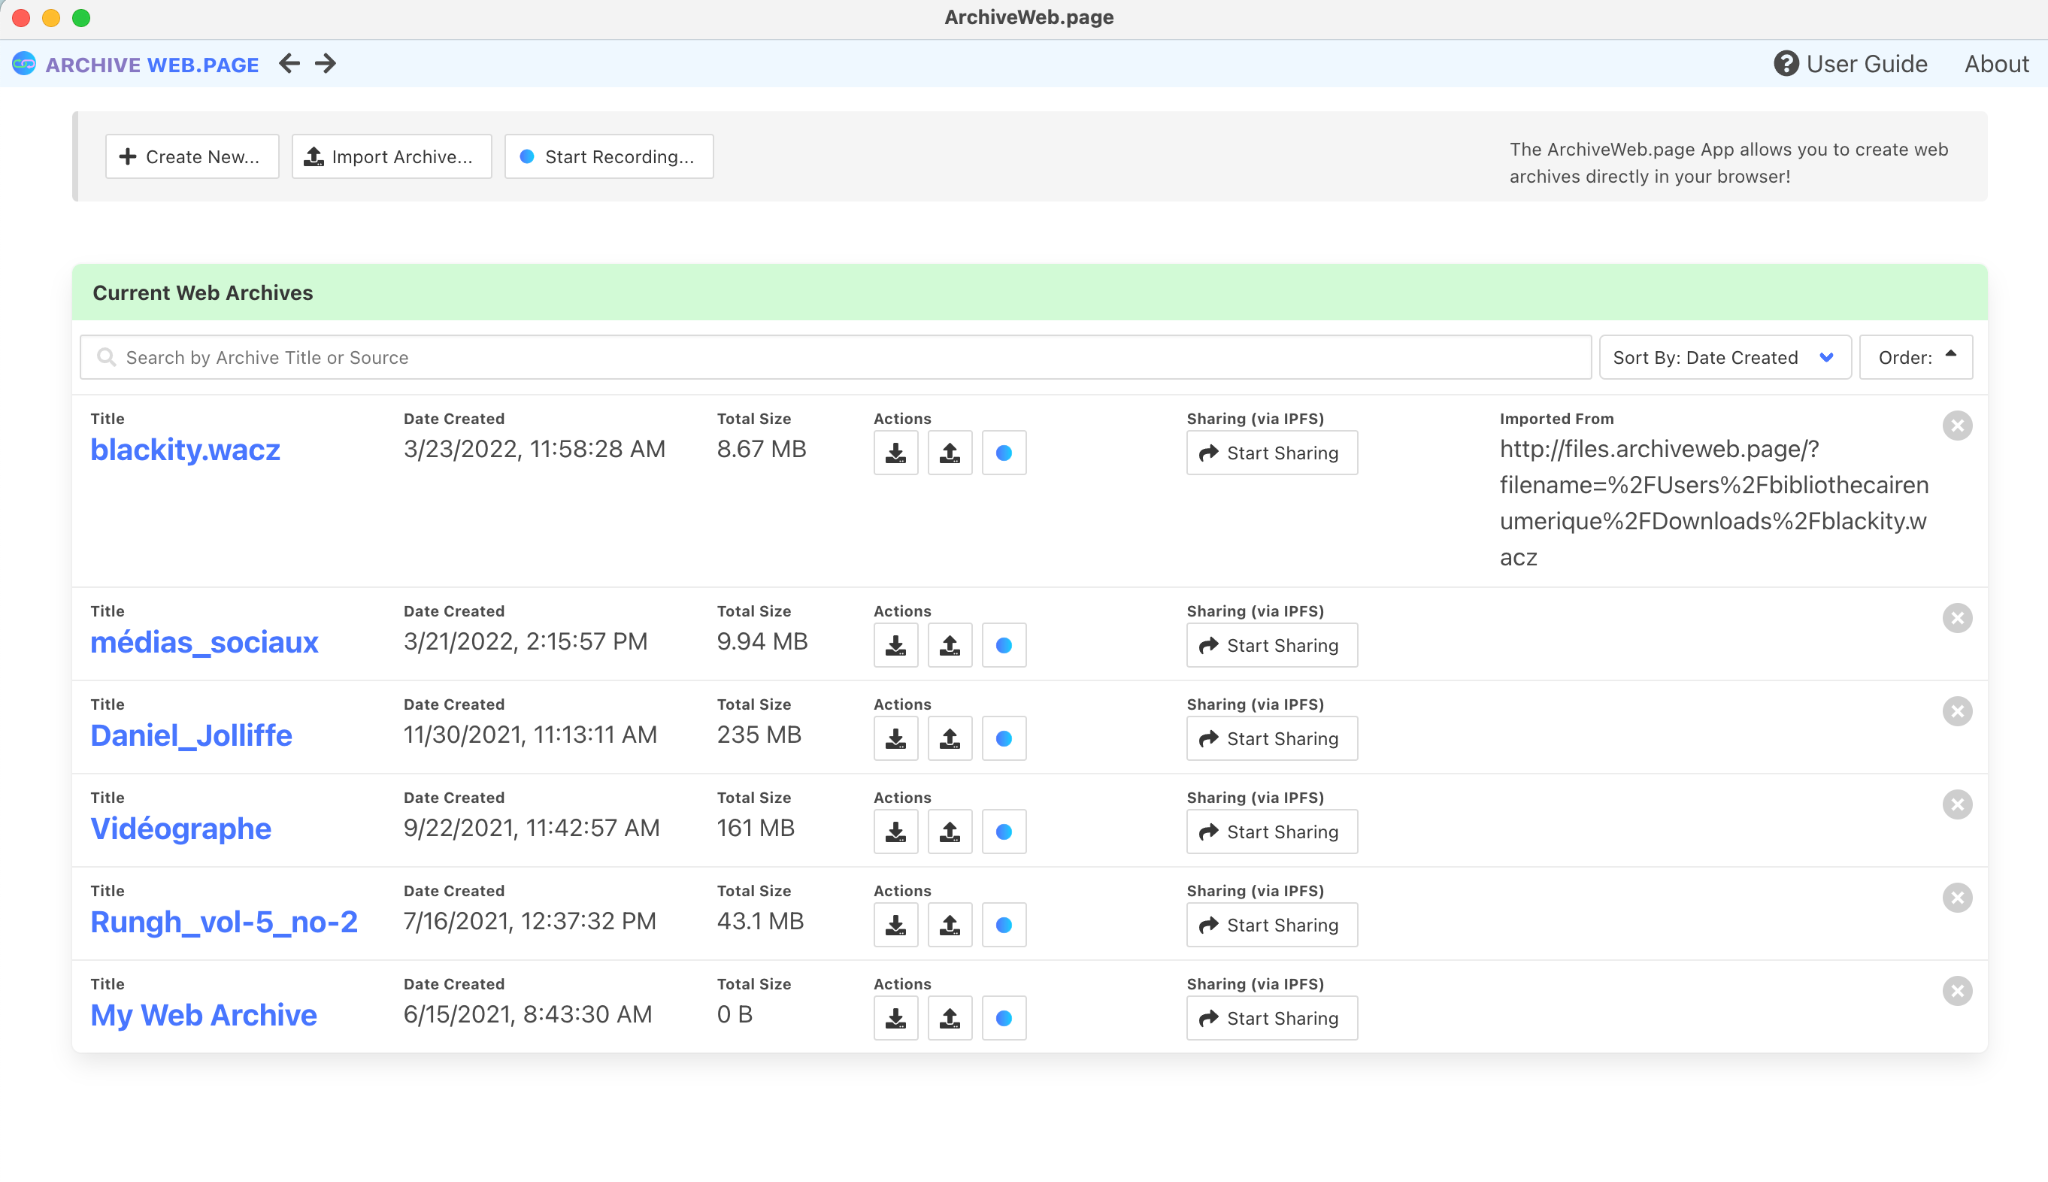 ArchiveWeb.page
ARCHIVE WEB.PAGE
User Guide
About
Create New...
Import Archive...
Start Recording...
The ArchiveWeb.page App allows you to create web
archives directly in your browser!
Current Web Archives
Search by Archive Title or Source
Sort By: Date Created
Order:
Title Date Created Total Size Actions Sharing (via IPFS) Imported From
blackity.wacz 3/23/2022, 11:58:28 AM 8.67 MB Start Sharing http://files.archiveweb.page/?
filename=%2FUsers%2Fbibliothecairen
umerique%2FDownloads%2Fblackity.w
acz
Title Date Created Total Size Actions Sharing (via IPFS)
médias_sociaux 3/21/2022, 2:15:57 PM 9.94 MB Start Sharing
Title Date Created Total Size Actions Sharing (via IPFS)
Daniel_Jolliffe 11/30/2021, 11:13:11 AM 235 MB Start Sharing
Title Date Created Total Size Actions Sharing (via IPFS)
Vidéographe 9/22/2021, 11:42:57 AM 161 MB Start Sharing
Title Date Created Total Size Actions Sharing (via IPFS)
Rungh_vol-5_no-2 7/16/2021, 12:37:32 PM 43.1 MB Start Sharing
Title Date Created Total Size Actions Sharing (via IPFS)
My Web Archive 6/15/2021, 8:43:30 AM 0 B Start Sharing